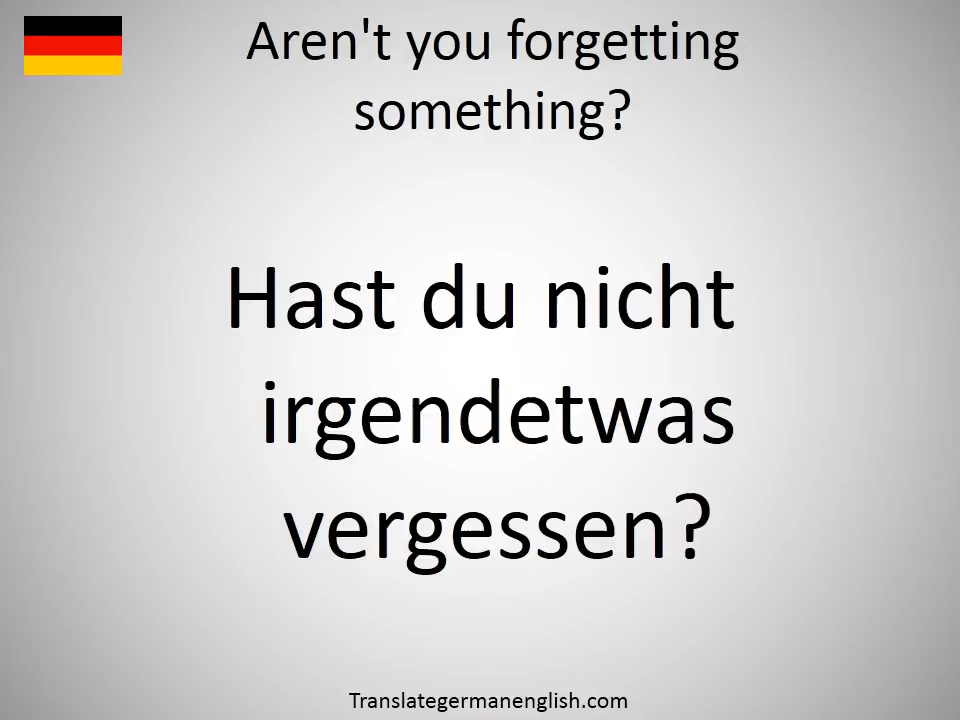 Aren't you forgetting
something?
Hast du nicht
irgendetwas
vergessen?
Translategermanenglish.com